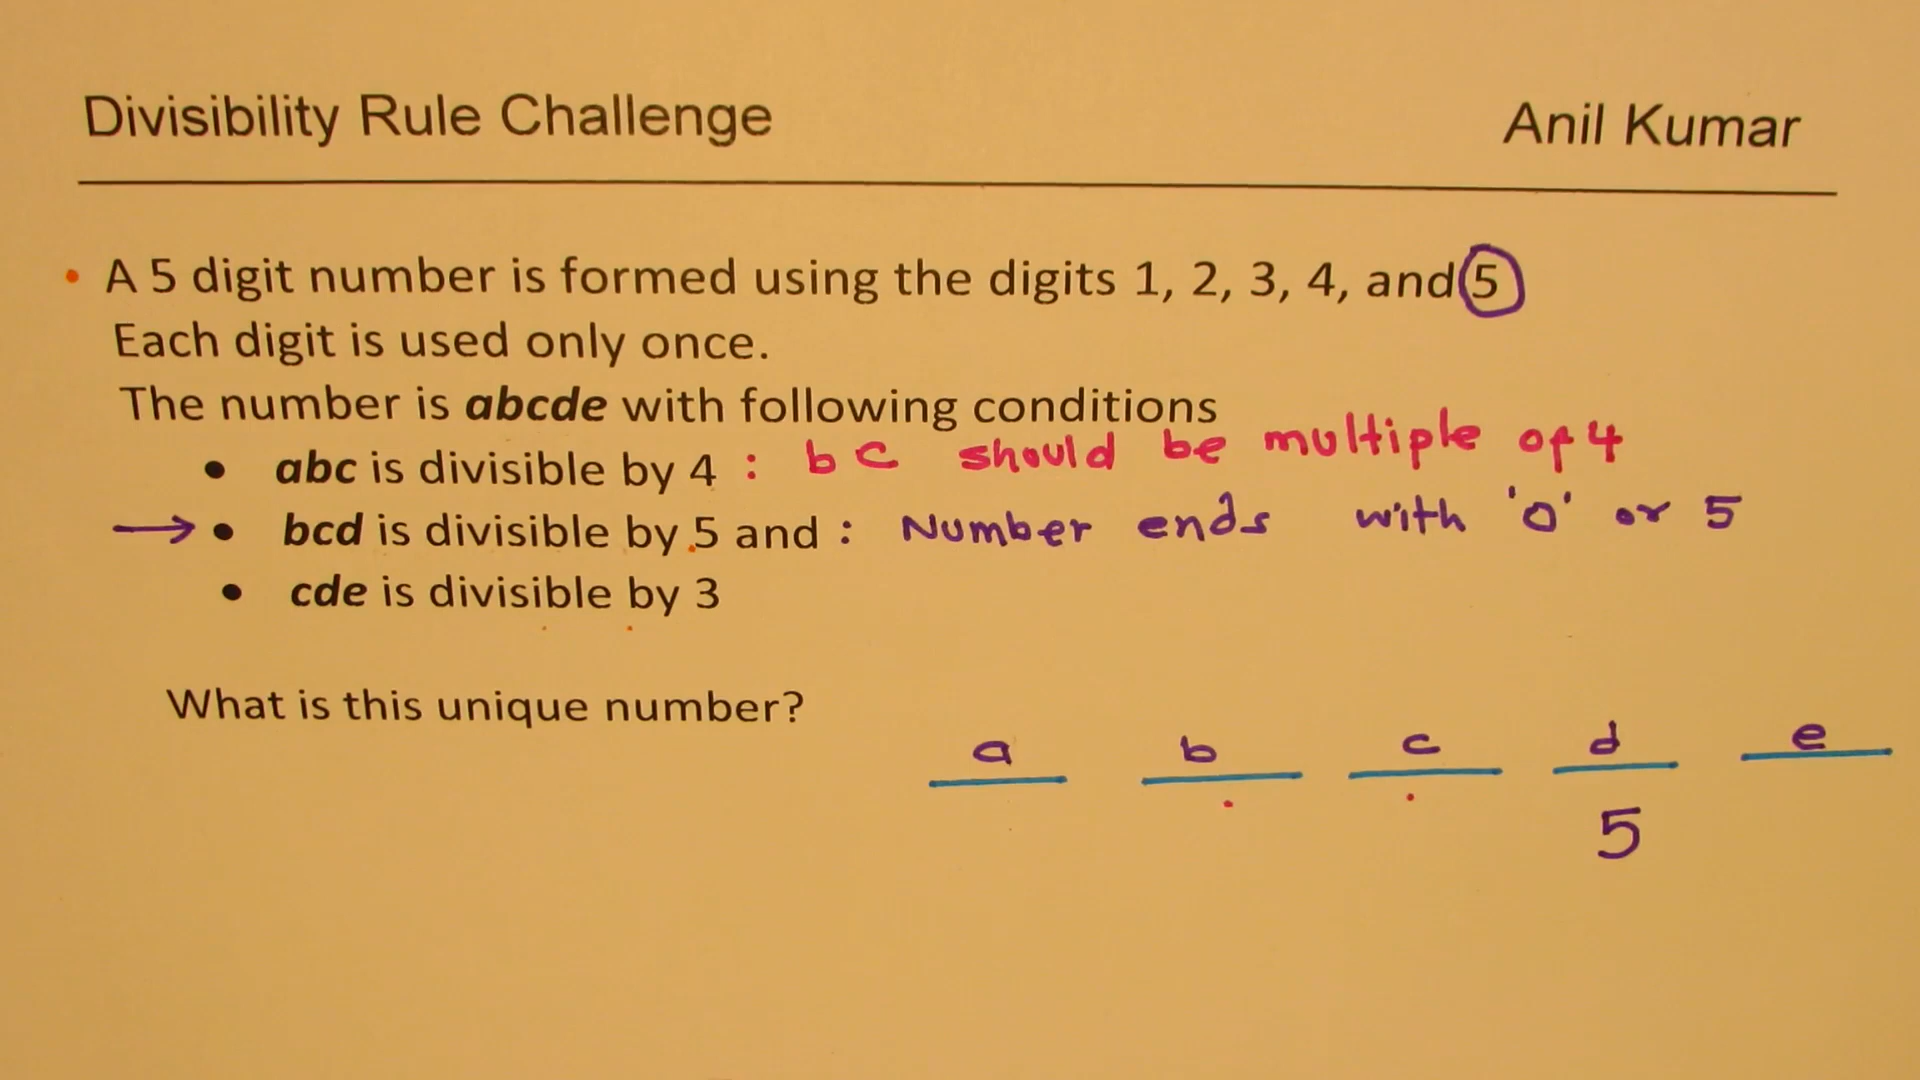 Divisibility Rule Challenge Anil Kumar
• A 5 digit number is formed using the digits 1, 2, 3, 4, and 5
Each digit is used only once.
The number is abcde with following conditions
• abc is divisible by 4 : bc should be multiple of 4
→ • bcd is divisible by 5 and : Number ends with '0' or 5
• cde is divisible by 3
What is this unique number?
a b c d e
5